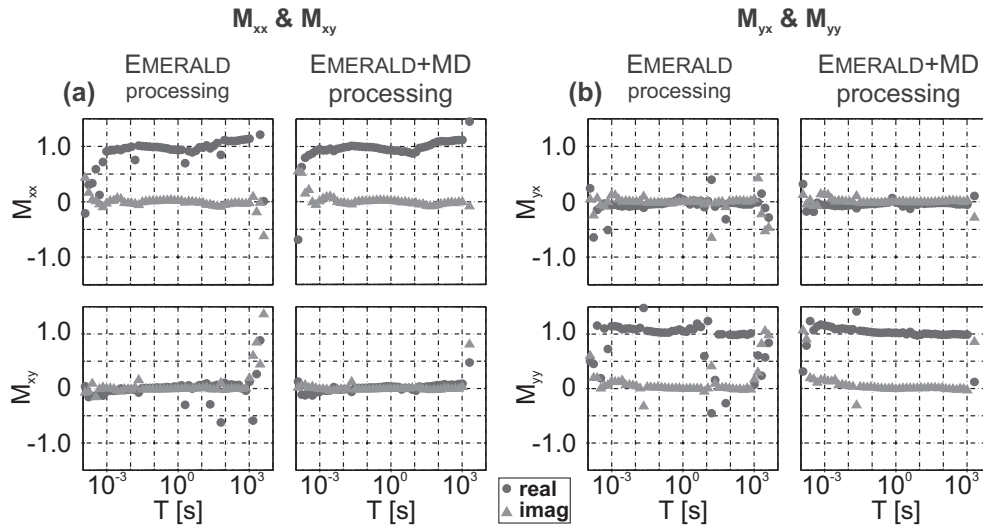 Mxx & Mxy
Myx & Myy
(a)
EMERALD
processing
EMERALD+MD
processing
(b)
EMERALD
processing
EMERALD+MD
processing
Mxx
1.0
0
-1.0
Myx
1.0
0
-1.0
Mxy
1.0
0
-1.0
Myy
1.0
0
-1.0
10-3 100 103
10-3 100 103
10-3 100 103
10-3 100 103
T [s]
T [s]
T [s]
T [s]
real
imag